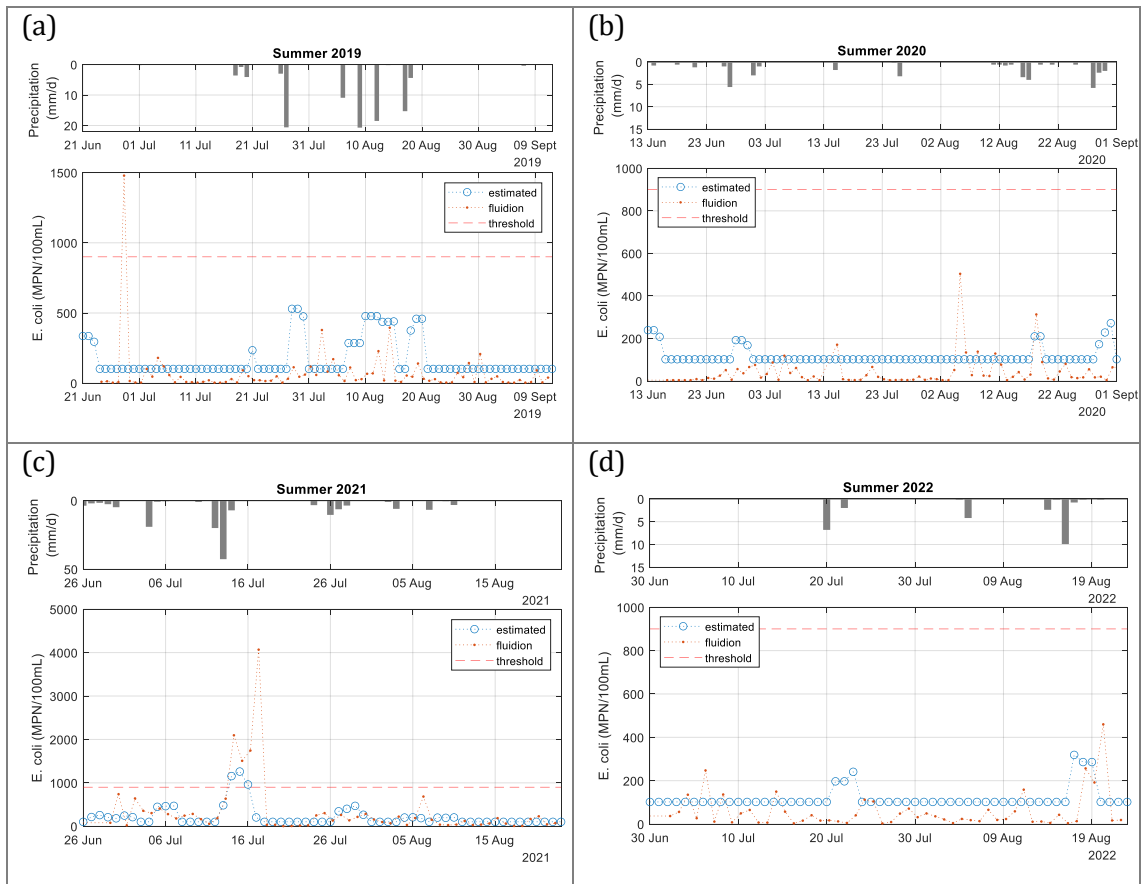 (a)
Summer 2019
Precipitation
(mm/d)
0
10
20
21 Jun 01 Jul 11 Jul 21 Jul 31 Jul 10 Aug 20 Aug 30 Aug 09 Sept
2019
E. coli (MPN/100mL)
1500
1000
500
0
estimated
fluidion
threshold
21 Jun 01 Jul 11 Jul 21 Jul 31 Jul 10 Aug 20 Aug 30 Aug 09 Sept
2019
(b)
Summer 2020
Precipitation
(mm/d)
0
5
10
15
13 Jun 23 Jun 03 Jul 13 Jul 23 Jul 02 Aug 12 Aug 22 Aug 01 Sept
2020
E. coli (MPN/100mL)
1000
800
600
400
200
0
estimated
fluidion
threshold
13 Jun 23 Jun 03 Jul 13 Jul 23 Jul 02 Aug 12 Aug 22 Aug 01 Sept
2020
(c)
Summer 2021
Precipitation
(mm/d)
0
50
26 Jun 06 Jul 16 Jul 26 Jul 05 Aug 15 Aug
2021
E. coli (MPN/100mL)
5000
4000
3000
2000
1000
0
estimated
fluidion
threshold
26 Jun 06 Jul 16 Jul 26 Jul 05 Aug 15 Aug
2021
(d)
Summer 2022
Precipitation
(mm/d)
0
5
10
15
30 Jun 10 Jul 20 Jul 30 Jul 09 Aug 19 Aug
2022
E. coli (MPN/100mL)
1000
800
600
400
200
0
estimated
fluidion
threshold
30 Jun 10 Jul 20 Jul 30 Jul 09 Aug 19 Aug
2022